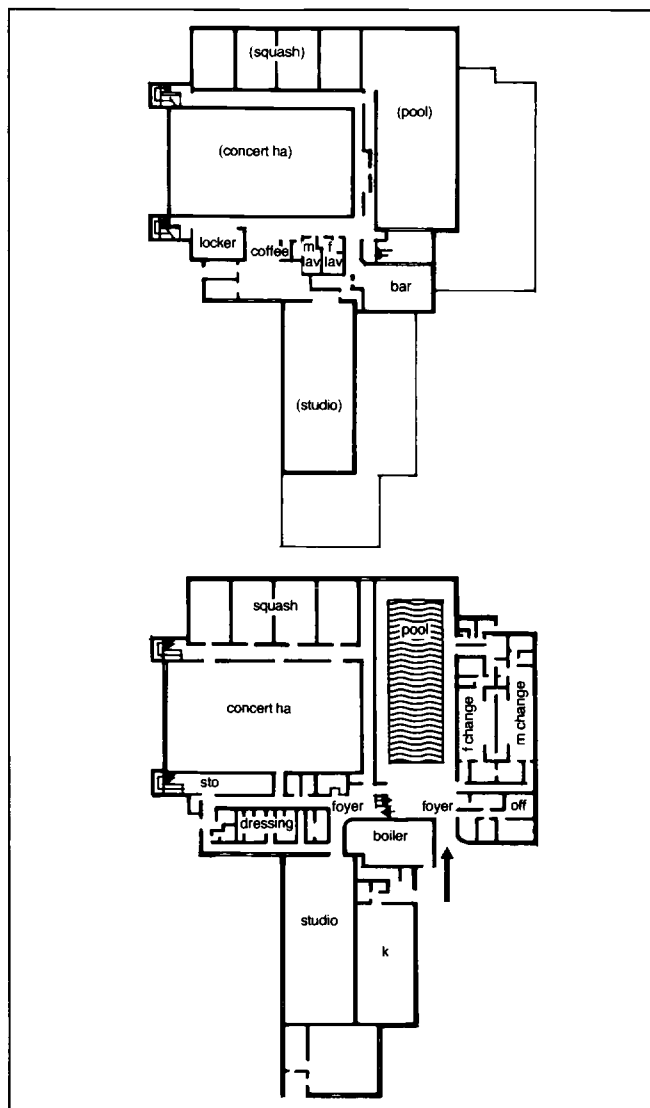 (squash)
(pool)
(concert ha)
locker
coffee
m f
lav lav
bar
(studio)
squash
pool
concert ha
f change
m change
sto
foyer
foyer
off
dressing
boiler
studio
k